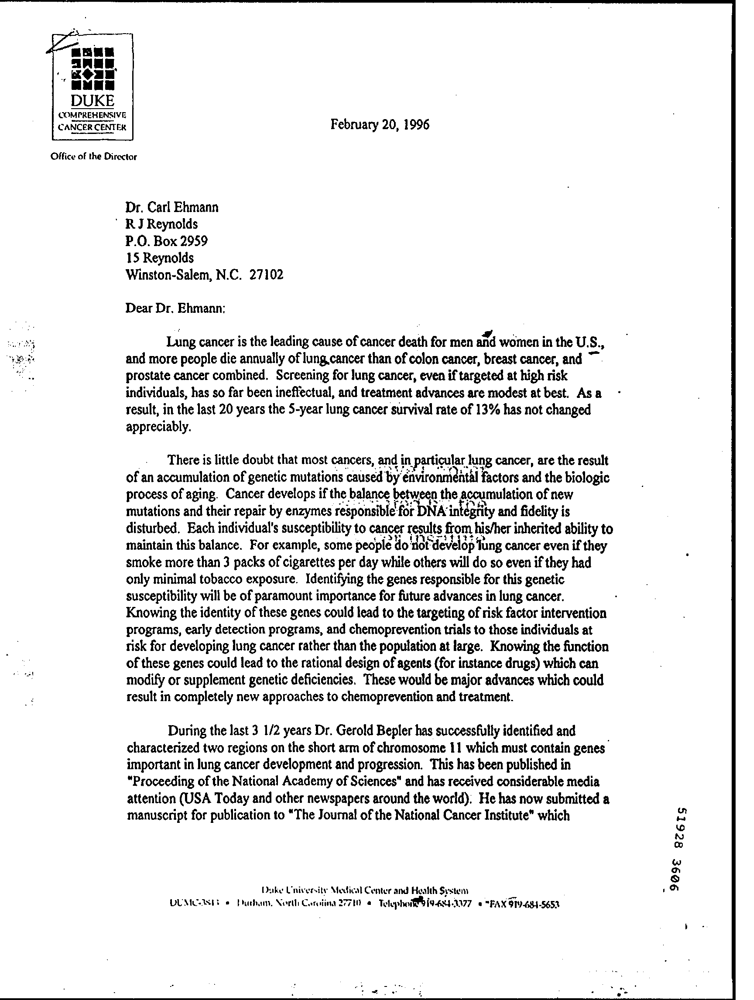 DUKE
COMPREHENSIVE
CANCER CENTER
Office of the Director
February 20, 1996
Dr. Carl Ehmann
R J Reynolds
P.O. Box 2959
15 Reynolds
Winston-Salem, N.C. 27102
Dear Dr. Ehmann:
Lung cancer is the leading cause of cancer death for men and women in the U.S.,
and more people die annually of lung cancer than of colon cancer, breast cancer, and
prostate cancer combined. Screening for lung cancer, even if targeted at high risk
individuals, has so far been ineffectual, and treatment advances are modest at best. As a
result, in the last 20 years the 5-year lung cancer survival rate of 13% has not changed
appreciably.
There is little doubt that most cancers, and in particular lung cancer, are the result
of an accumulation of genetic mutations caused by environmental factors and the biologic
process of aging. Cancer develops if the balance between the accumulation of new
mutations and their repair by enzymes responsible for DNA integrity and fidelity is
disturbed. Each individual's susceptibility to cancer results from his/her inherited ability to
maintain this balance. For example, some people do not develop lung cancer even if they
smoke more than 3 packs of cigarettes per day while others will do so even if they had
only minimal tobacco exposure. Identifying the genes responsible for this genetic
susceptibility will be of paramount importance for future advances in lung cancer.
Knowing the identity of these genes could lead to the targeting of risk factor intervention
programs, early detection programs, and chemoprevention trials to those individuals at
risk for developing lung cancer rather than the population at large. Knowing the function
of these genes could lead to the rational design of agents (for instance drugs) which can
modify or supplement genetic deficiencies. These would be major advances which could
result in completely new approaches to chemoprevention and treatment.
During the last 3 1/2 years Dr. Gerold Bepler has successfully identified and
characterized two regions on the short arm of chromosome 11 which must contain genes
important in lung cancer development and progression. This has been published in
"Proceeding of the National Academy of Sciences" and has received considerable media
attention (USA Today and other newspapers around the world). He has now submitted a
manuscript for publication to "The Journal of the National Cancer Institute" which
51928 3606
Duke University Medical Center and Health System
Durham, North Carolina 27710 • Telephone 919-684-3377 • FAX 919-684-5653